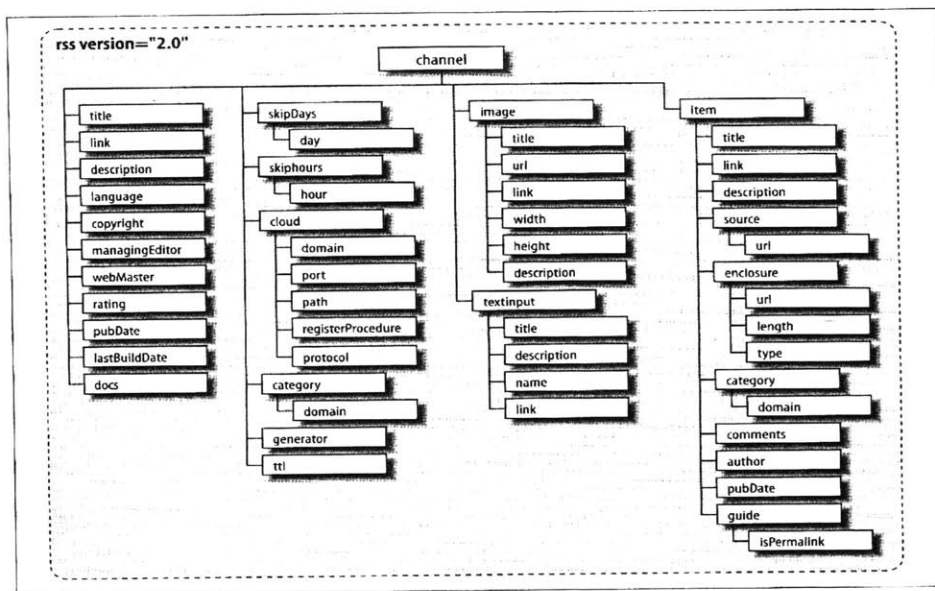 rss version="2.0"
channel
title
link
description
language
copyright
managingEditor
webMaster
rating
pubDate
lastBuildDate
docs
skipDays
day
skiphours
hour
cloud
domain
port
path
registerProcedure
protocol
category
domain
generator
ttl
image
title
url
link
width
height
description
textinput
title
description
name
link
item
title
link
description
source
url
enclosure
url
length
type
category
domain
comments
author
pubDate
guide
isPermalink